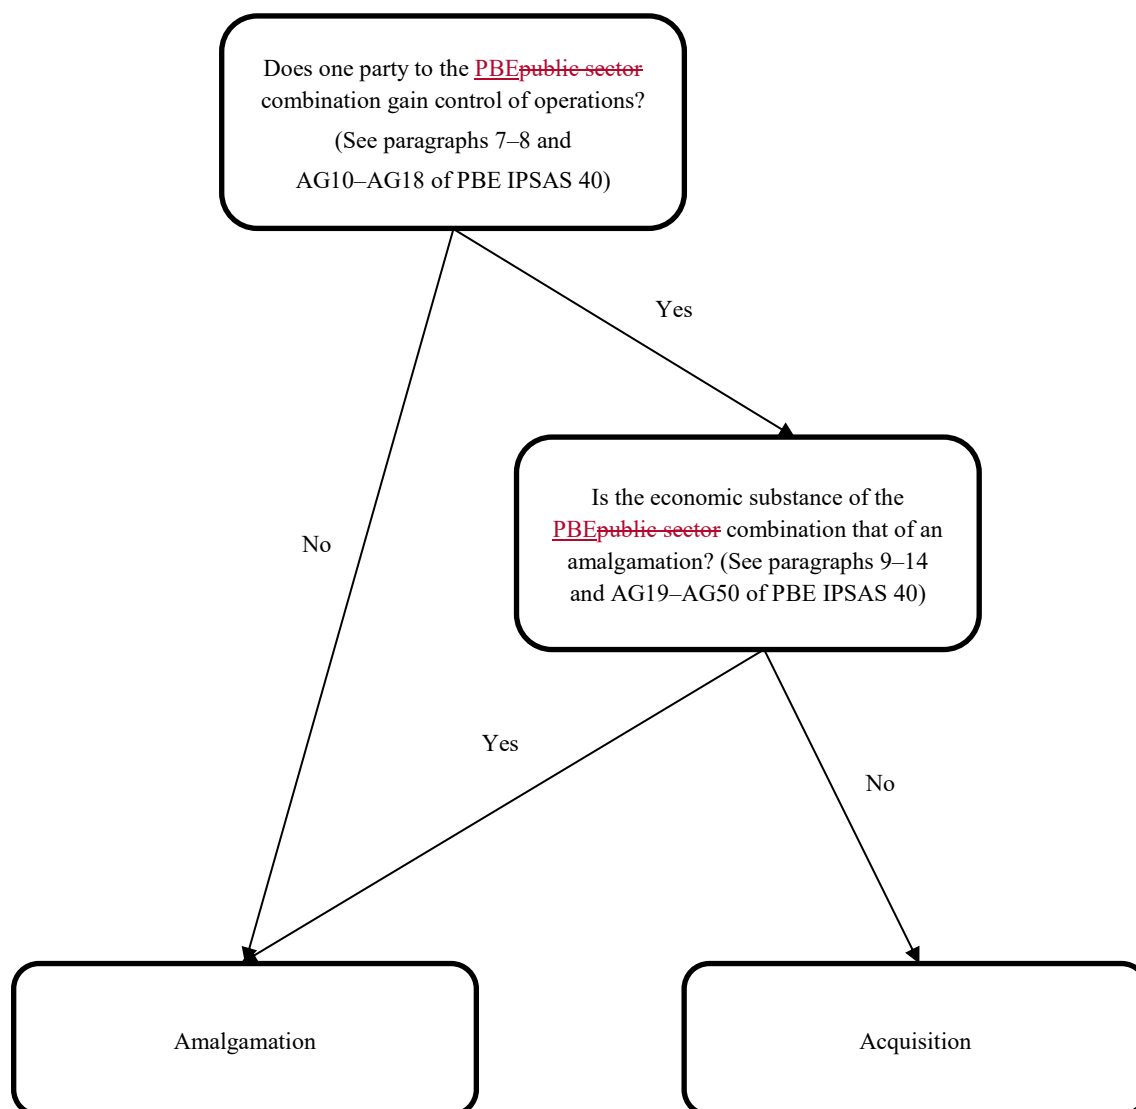 Does one party to the PBEpublic sector
combination gain control of operations?
(See paragraphs 7–8 and
AG10–AG18 of PBE IPSAS 40)
Yes
Is the economic substance of the
PBEpublic sector combination that of an
amalgamation? (See paragraphs 9–14
and AG19–AG50 of PBE IPSAS 40)
No
Yes
No
Amalgamation
Acquisition